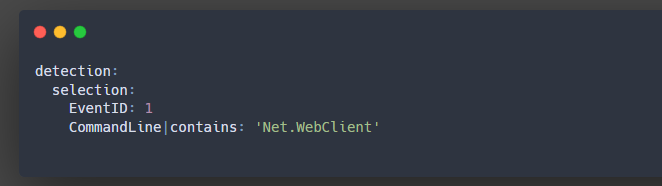 detection:
  selection:
    EventID: 1
    CommandLine|contains: 'Net.WebClient'